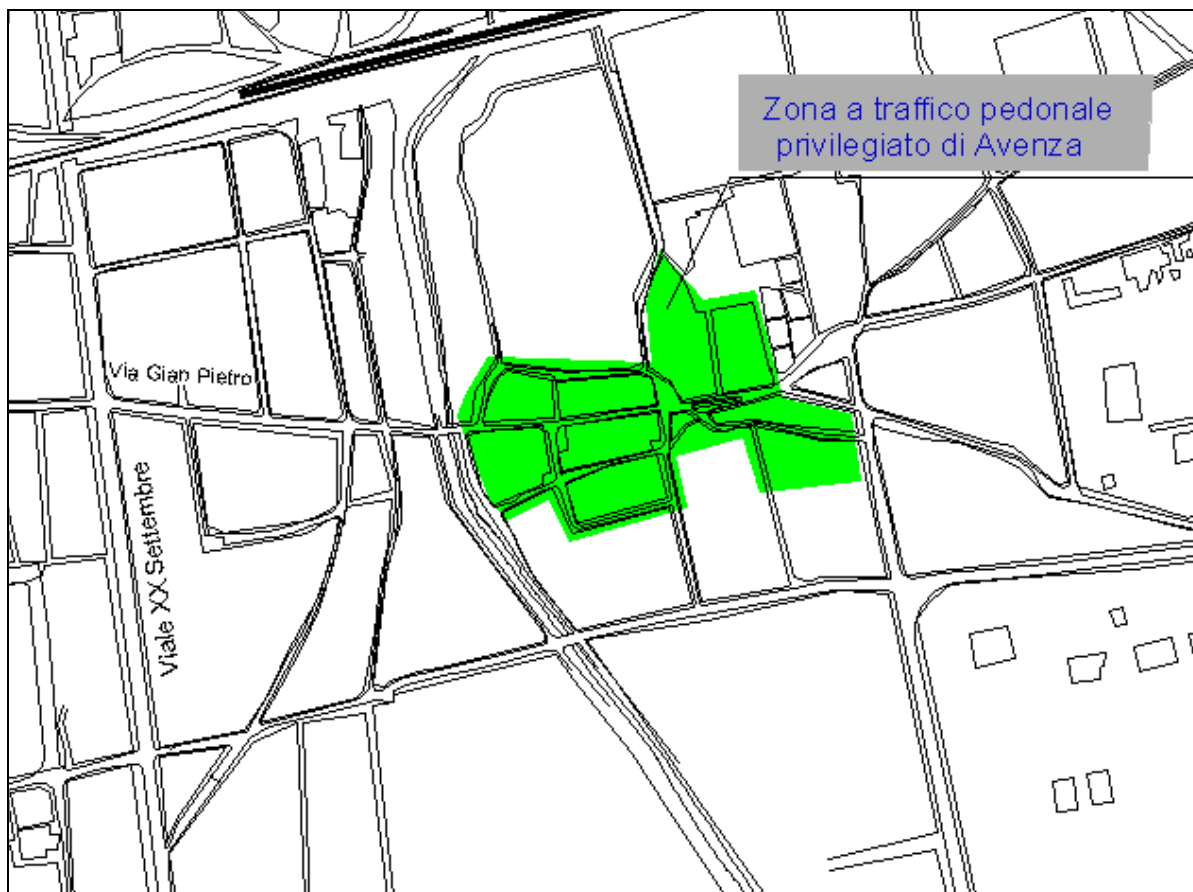 Zona a traffico pedonale
privilegiato di Avenza
Via Gian Pietro
Viale XX Settembre